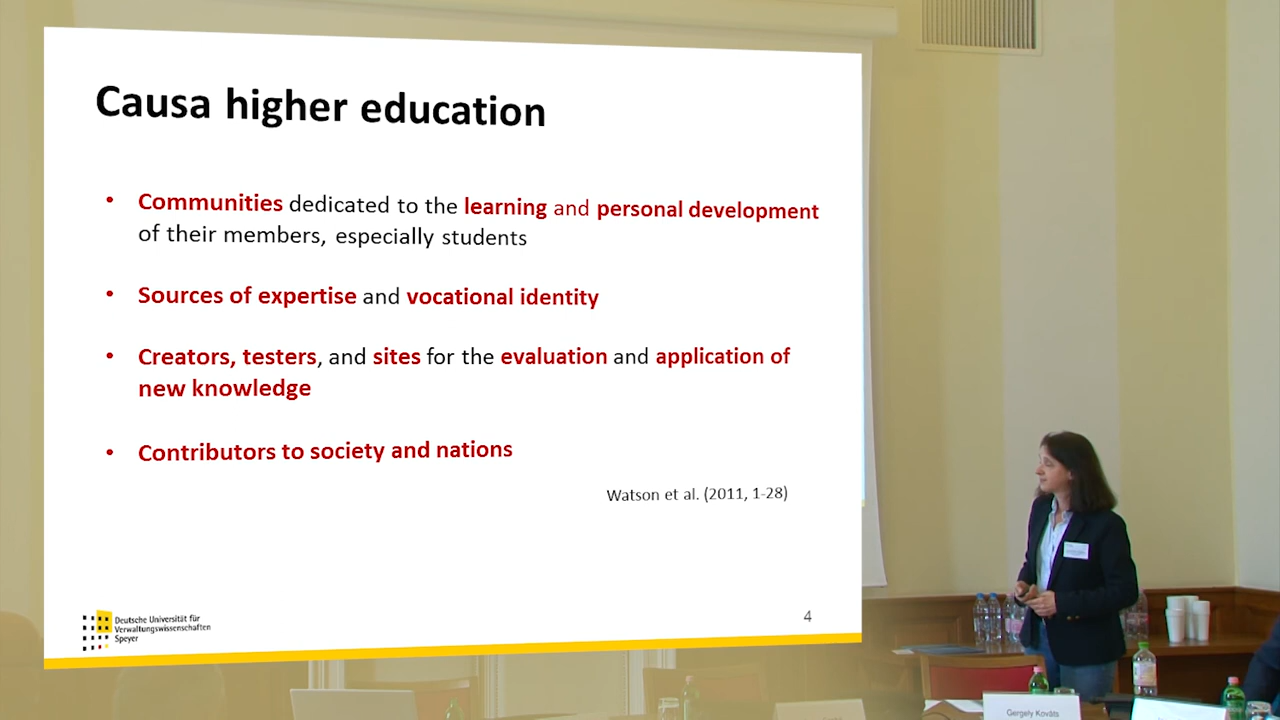 Causa higher education
• Communities dedicated to the learning and personal development
of their members, especially students
• Sources of expertise and vocational identity
• Creators, testers, and sites for the evaluation and application of
new knowledge
• Contributors to society and nations
Watson et al. (2011, 1-28)
Deutsche Universität für
Verwaltungswissenschaften
Speyer
4
Gergely Kováts